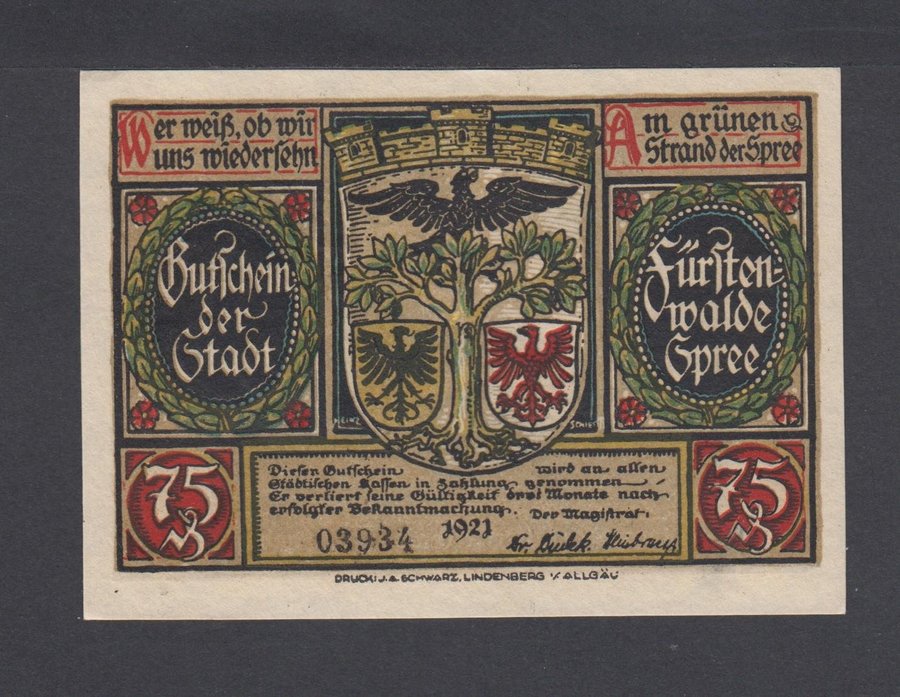 Wer weiß, ob wir
uns wiedersehn
Am grünen
Strand der Spree
Gutschein
der
Stadt
Fürsten-
walde
Spree
HEINZ
SCHIES
75
75
Dieser Gutschein wird an allen
Städtischen Kassen in Zahlung genommen
Er verliert seine Gültigkeit drei Monate nach
erfolgter Bekanntmachung. Der Magistrat:
03934 1921
DRUCK: J.A. SCHWARZ, LINDENBERG i/ ALLGÄU